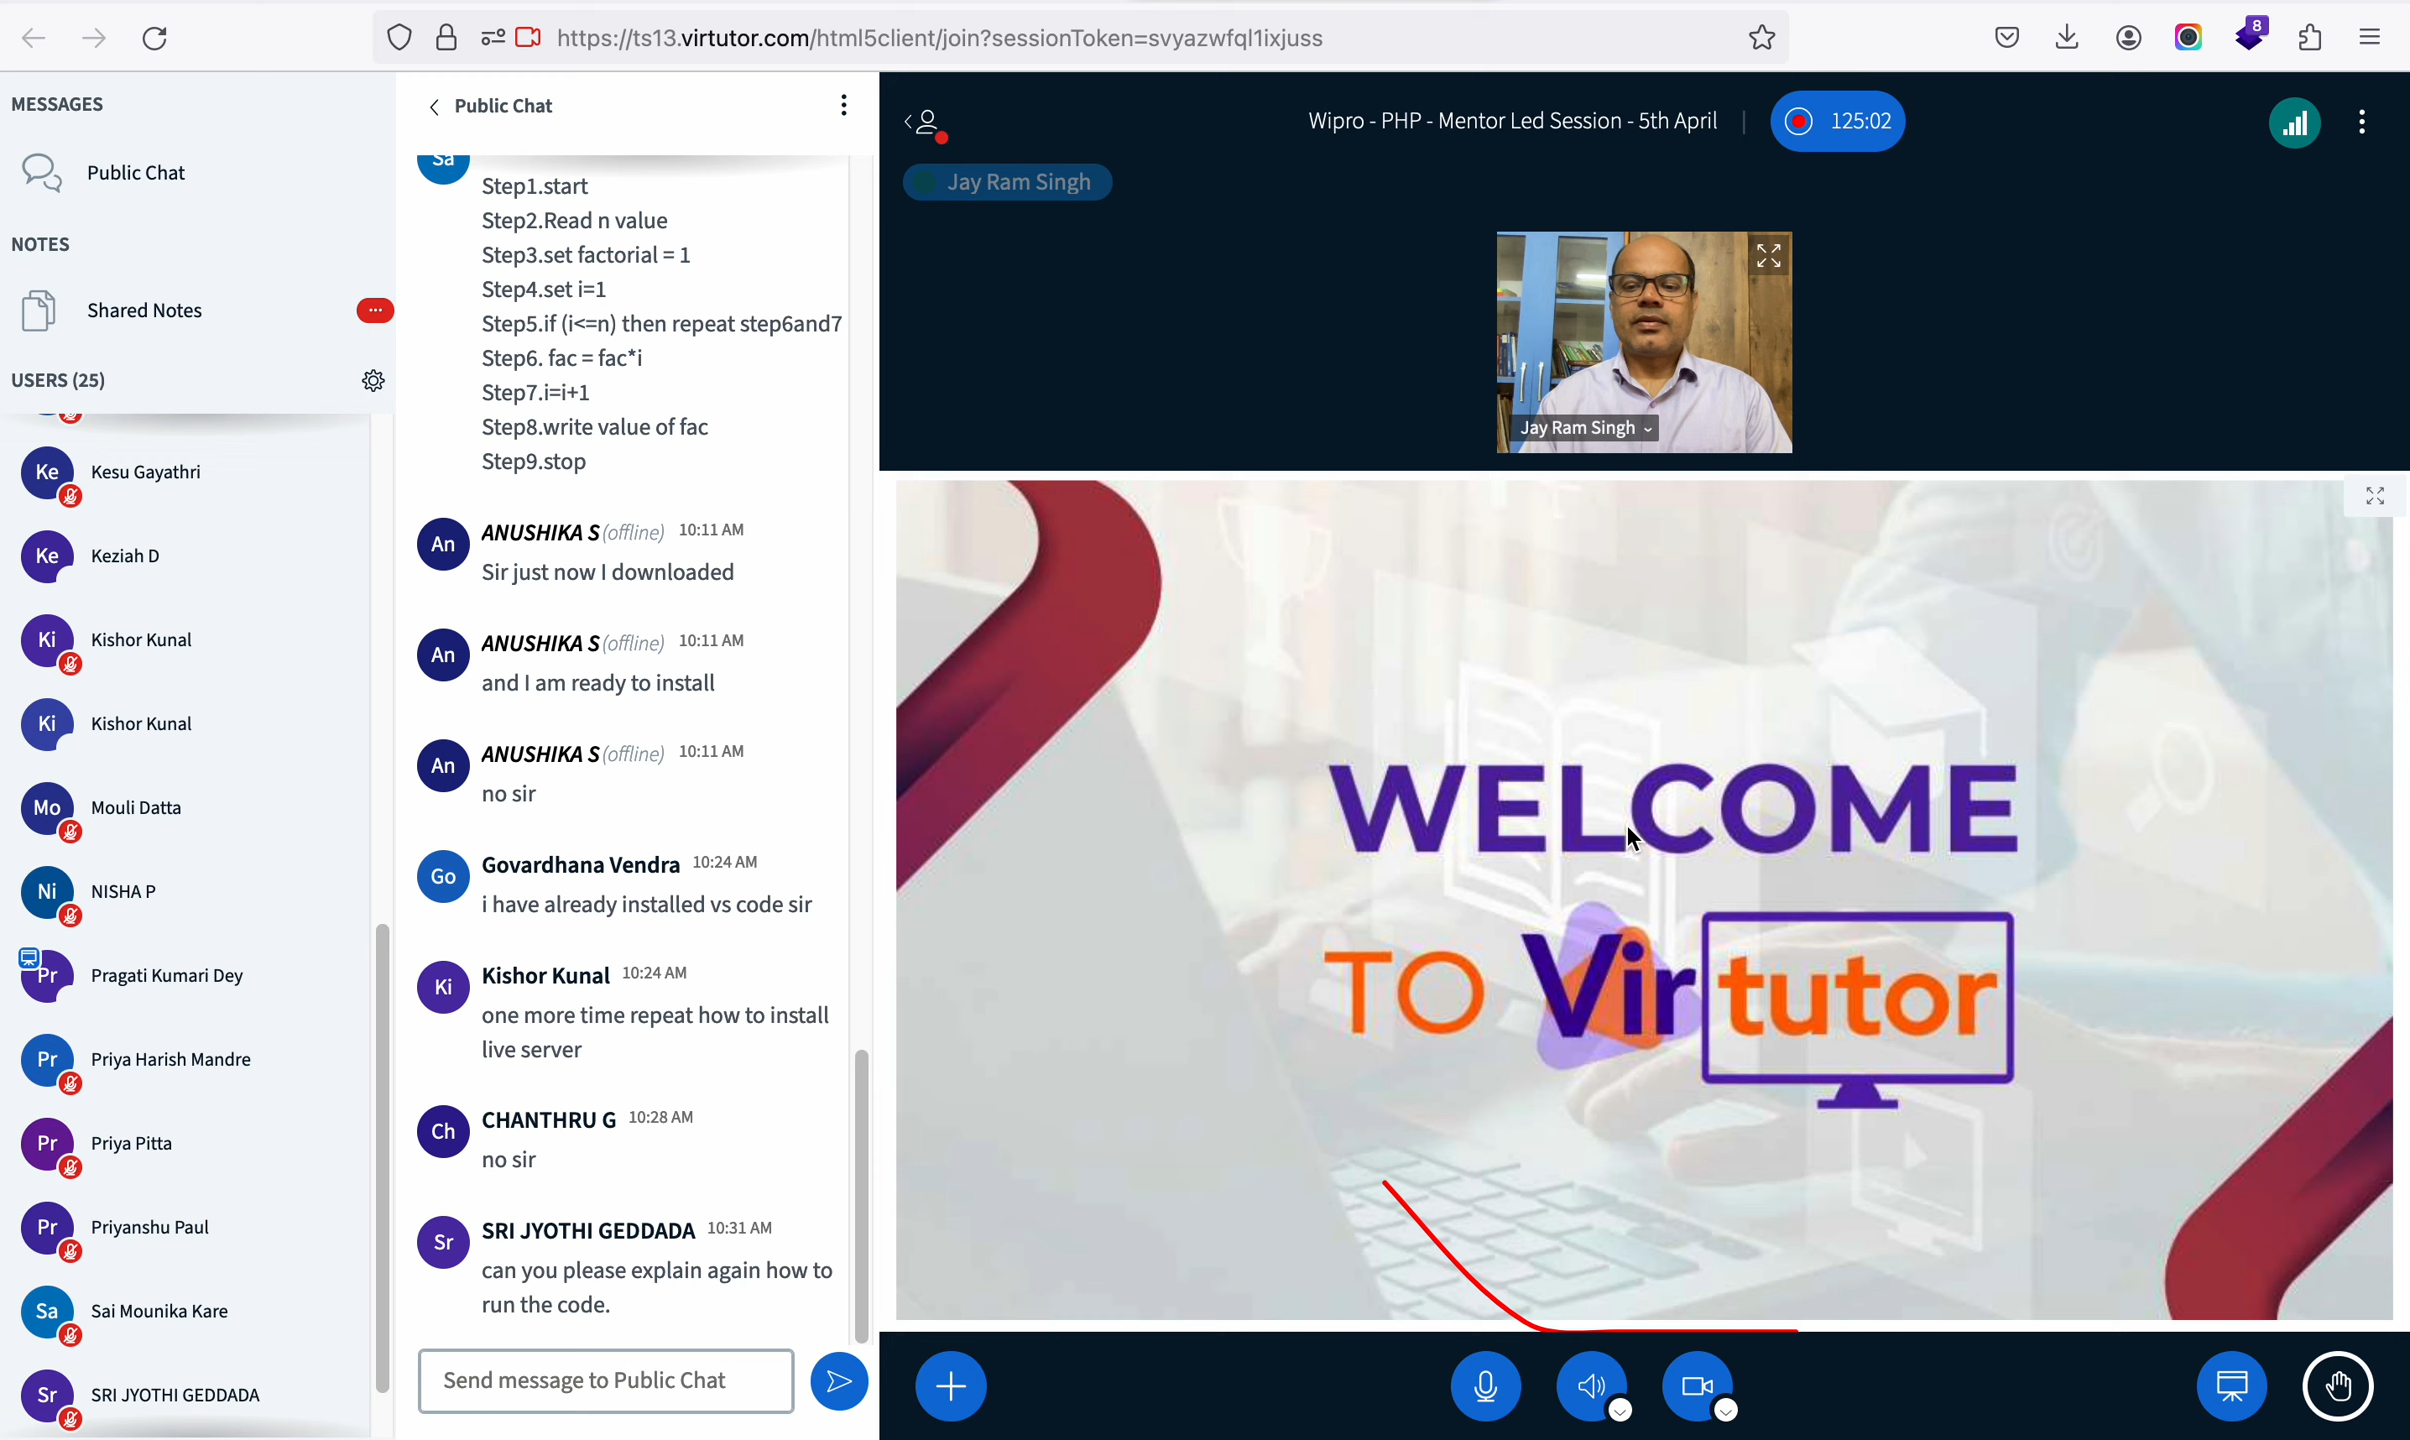 https://ts13.virtutor.com/html5client/join?sessionToken=svyazwfql1ixjuss
8
MESSAGES
Public Chat
NOTES
Shared Notes
USERS (25)
Ke
Kesu Gayathri
Ke
Keziah D
Ki
Kishor Kunal
Ki
Kishor Kunal
Mo
Mouli Datta
Ni
NISHA P
Pr
Pragati Kumari Dey
Pr
Priya Harish Mandre
Pr
Priya Pitta
Pr
Priyanshu Paul
Sa
Sai Mounika Kare
Sr
SRI JYOTHI GEDDADA
Public Chat
Sa
Step1.start
Step2.Read n value
Step3.set factorial = 1
Step4.set i=1
Step5.if (i<=n) then repeat step6and7
Step6. fac = fac*i
Step7.i=i+1
Step8.write value of fac
Step9.stop
An
ANUSHIKA S (offline) 10:11 AM
Sir just now I downloaded
An
ANUSHIKA S (offline) 10:11 AM
and I am ready to install
An
ANUSHIKA S (offline) 10:11 AM
no sir
Go
Govardhana Vendra 10:24 AM
i have already installed vs code sir
Ki
Kishor Kunal 10:24 AM
one more time repeat how to install
live server
Ch
CHANTHRU G 10:28 AM
no sir
Sr
SRI JYOTHI GEDDADA 10:31 AM
can you please explain again how to
run the code.
Send message to Public Chat
Wipro - PHP - Mentor Led Session - 5th April
125:02
Jay Ram Singh
Jay Ram Singh
WELCOME
TO Virtutor